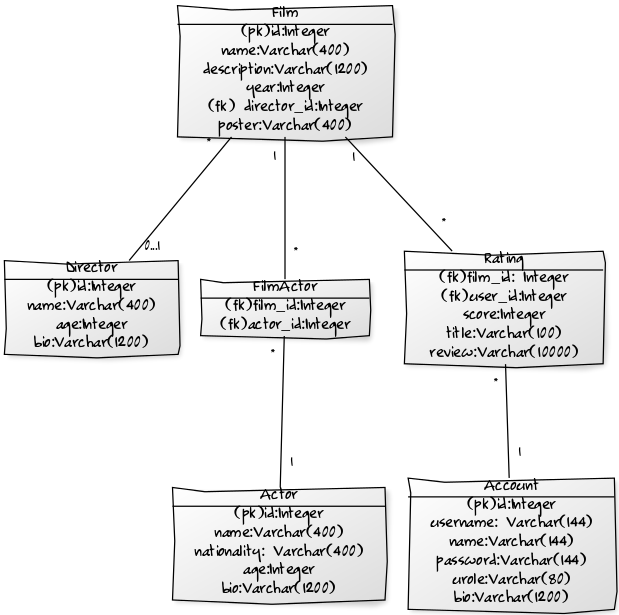 Film
(pk)id:Integer
name:Varchar(400)
description:Varchar(1200)
year:Integer
(fk) director_id:Integer
poster:Varchar(400)
*
1
1
0...1
*
*
Director
(pk)id:Integer
name:Varchar(400)
age:Integer
bio:Varchar(1200)
FilmActor
(fk)film_id:Integer
(fk)actor_id:Integer
Rating
(fk)film_id: Integer
(fk)user_id:Integer
score:Integer
title:Varchar(100)
review:Varchar(10000)
*
*
1
1
Actor
(pk)id:Integer
name:Varchar(400)
nationality: Varchar(400)
age:Integer
bio:Varchar(1200)
Account
(pk)id:Integer
username: Varchar(144)
name:Varchar(144)
password:Varchar(144)
urole:Varchar(80)
bio:Varchar(1200)